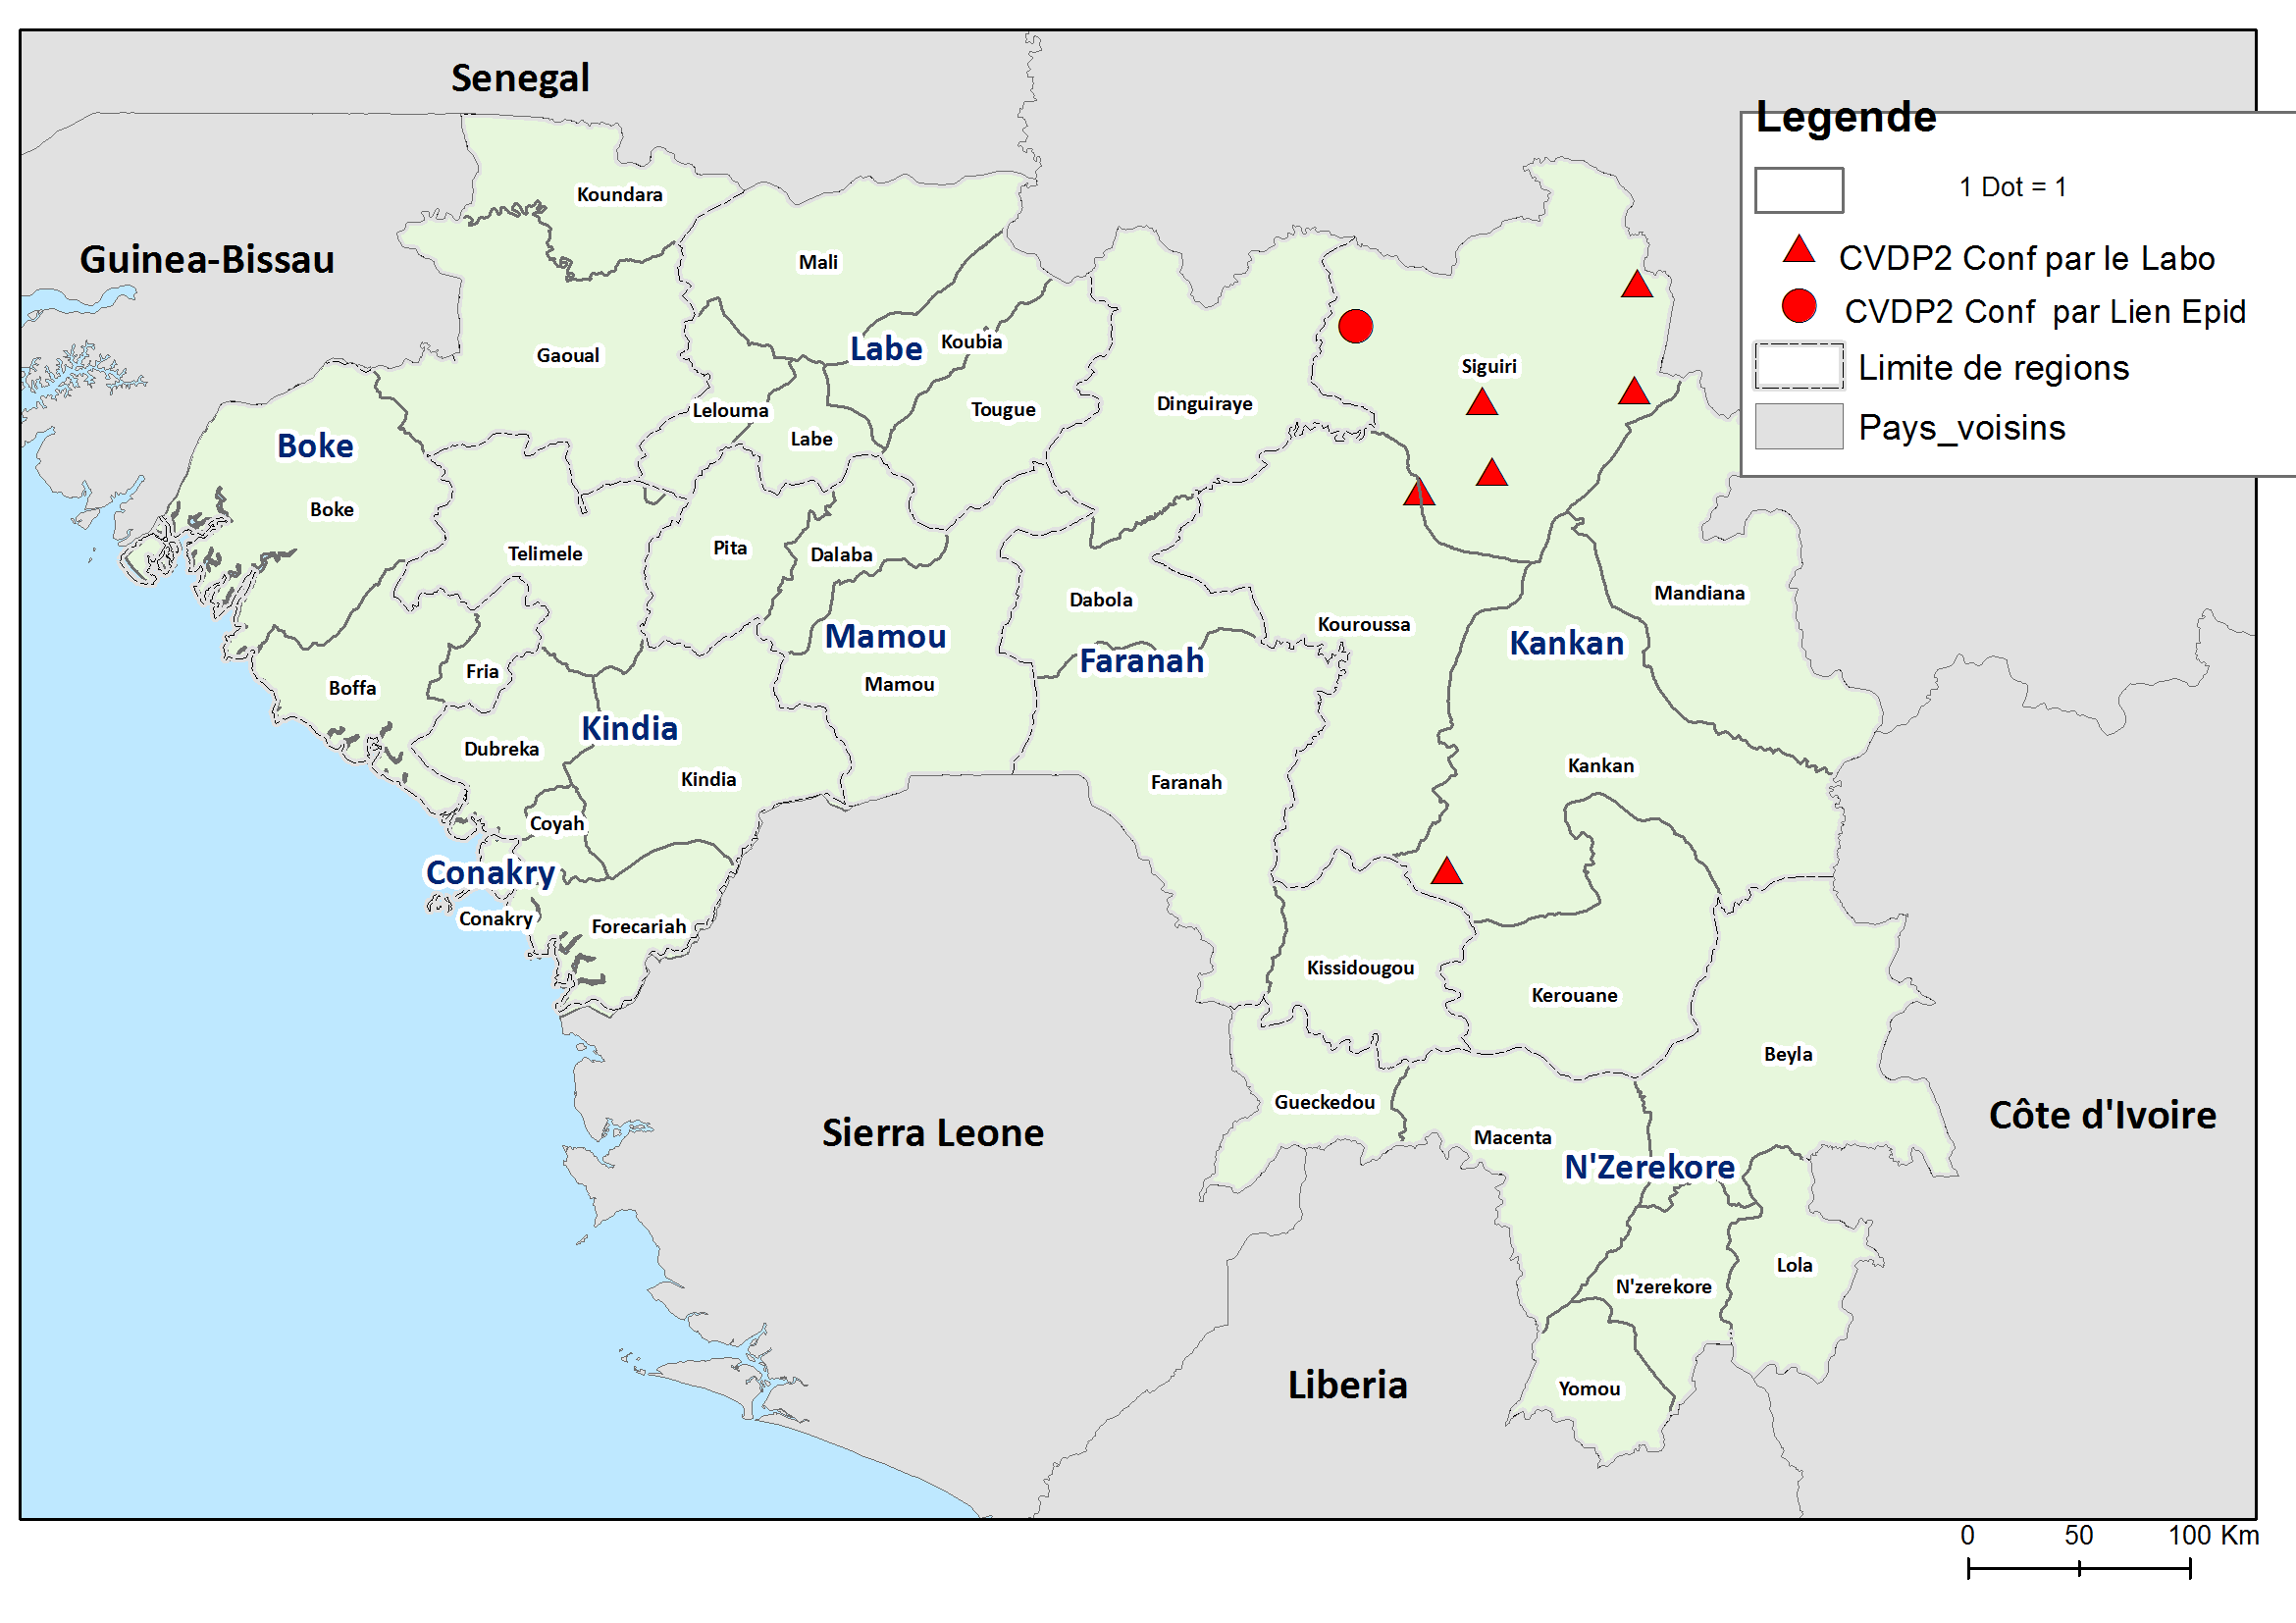 Senegal
Legende
1 Dot = 1
CVDP2 Conf par le Labo
CVDP2 Conf  par Lien Epid
Limite de regions
Pays_voisins
Guinea-Bissau
Koundara
Mali
Gaoual
Labe
Koubia
Siguiri
Lelouma
Tougue
Dinguiraye
Labe
Boke
Boke
Telimele
Pita
Dalaba
Dabola
Mandiana
Kouroussa
Mamou
Kankan
Faranah
Fria
Boffa
Mamou
Kindia
Dubreka
Kindia
Kankan
Faranah
Coyah
Conakry
Conakry
Forecariah
Kissidougou
Kerouane
Beyla
Gueckedou
Côte d'Ivoire
Sierra Leone
Macenta
N'Zerekore
Lola
N'zerekore
Liberia
Yomou
0 50 100 Km